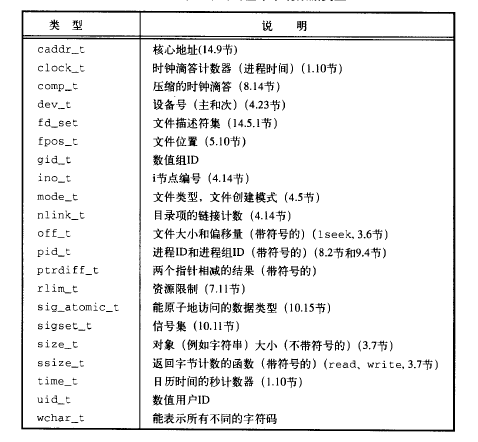 类 型 说 明
caddr_t 核心地址(14.9节)
clock_t 时钟滴答计数器（进程时间）(1.10节)
comp_t 压缩的时钟滴答（8.14节）
dev_t 设备号（主和次）(4.23节)
fd_set 文件描述符集（14.5.1节）
fpos_t 文件位置（5.10节）
gid_t 数值组ID
ino_t i节点编号（4.14节）
mode_t 文件类型，文件创建模式（4.5节）
nlink_t 目录项的链接计数（4.14节）
off_t 文件大小和偏移量（带符号的）(lseek, 3.6节)
pid_t 进程ID和进程组ID（带符号的）(8.2节和9.4节)
ptrdiff_t 两个指针相减的结果（带符号的）
rlim_t 资源限制（7.11节）
sig_atomic_t 能原子地访问的数据类型（10.15节）
sigset_t 信号集（10.11节）
size_t 对象（例如字符串）大小（不带符号的）(3.7节)
ssize_t 返回字节计数的函数（带符号的）(read、write, 3.7节)
time_t 日历时间的秒计数器（1.10节）
uid_t 数值用户ID
wchar_t 能表示所有不同的字符码